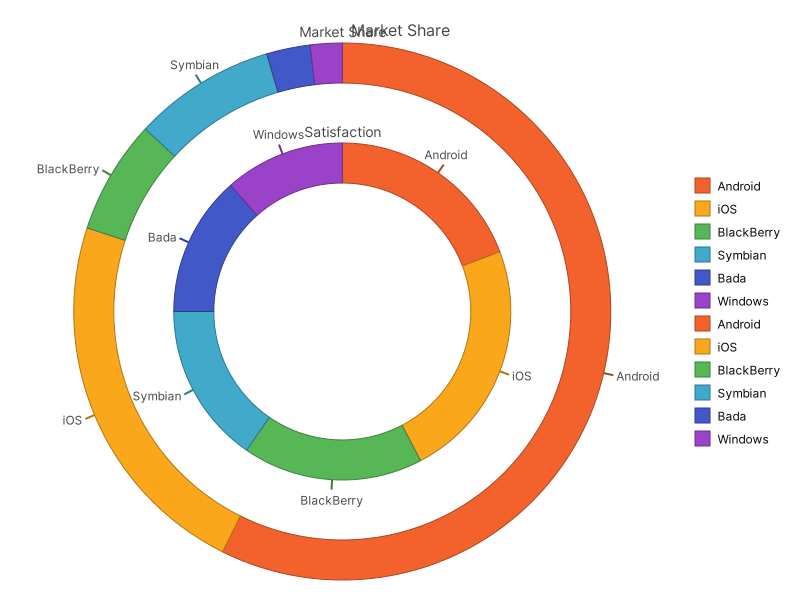 Market Share
Market Share
Symbian
BlackBerry
iOS
Android
Satisfaction
Windows
Android
Bada
Symbian
iOS
BlackBerry
Android
iOS
BlackBerry
Symbian
Bada
Windows
Android
iOS
BlackBerry
Symbian
Bada
Windows